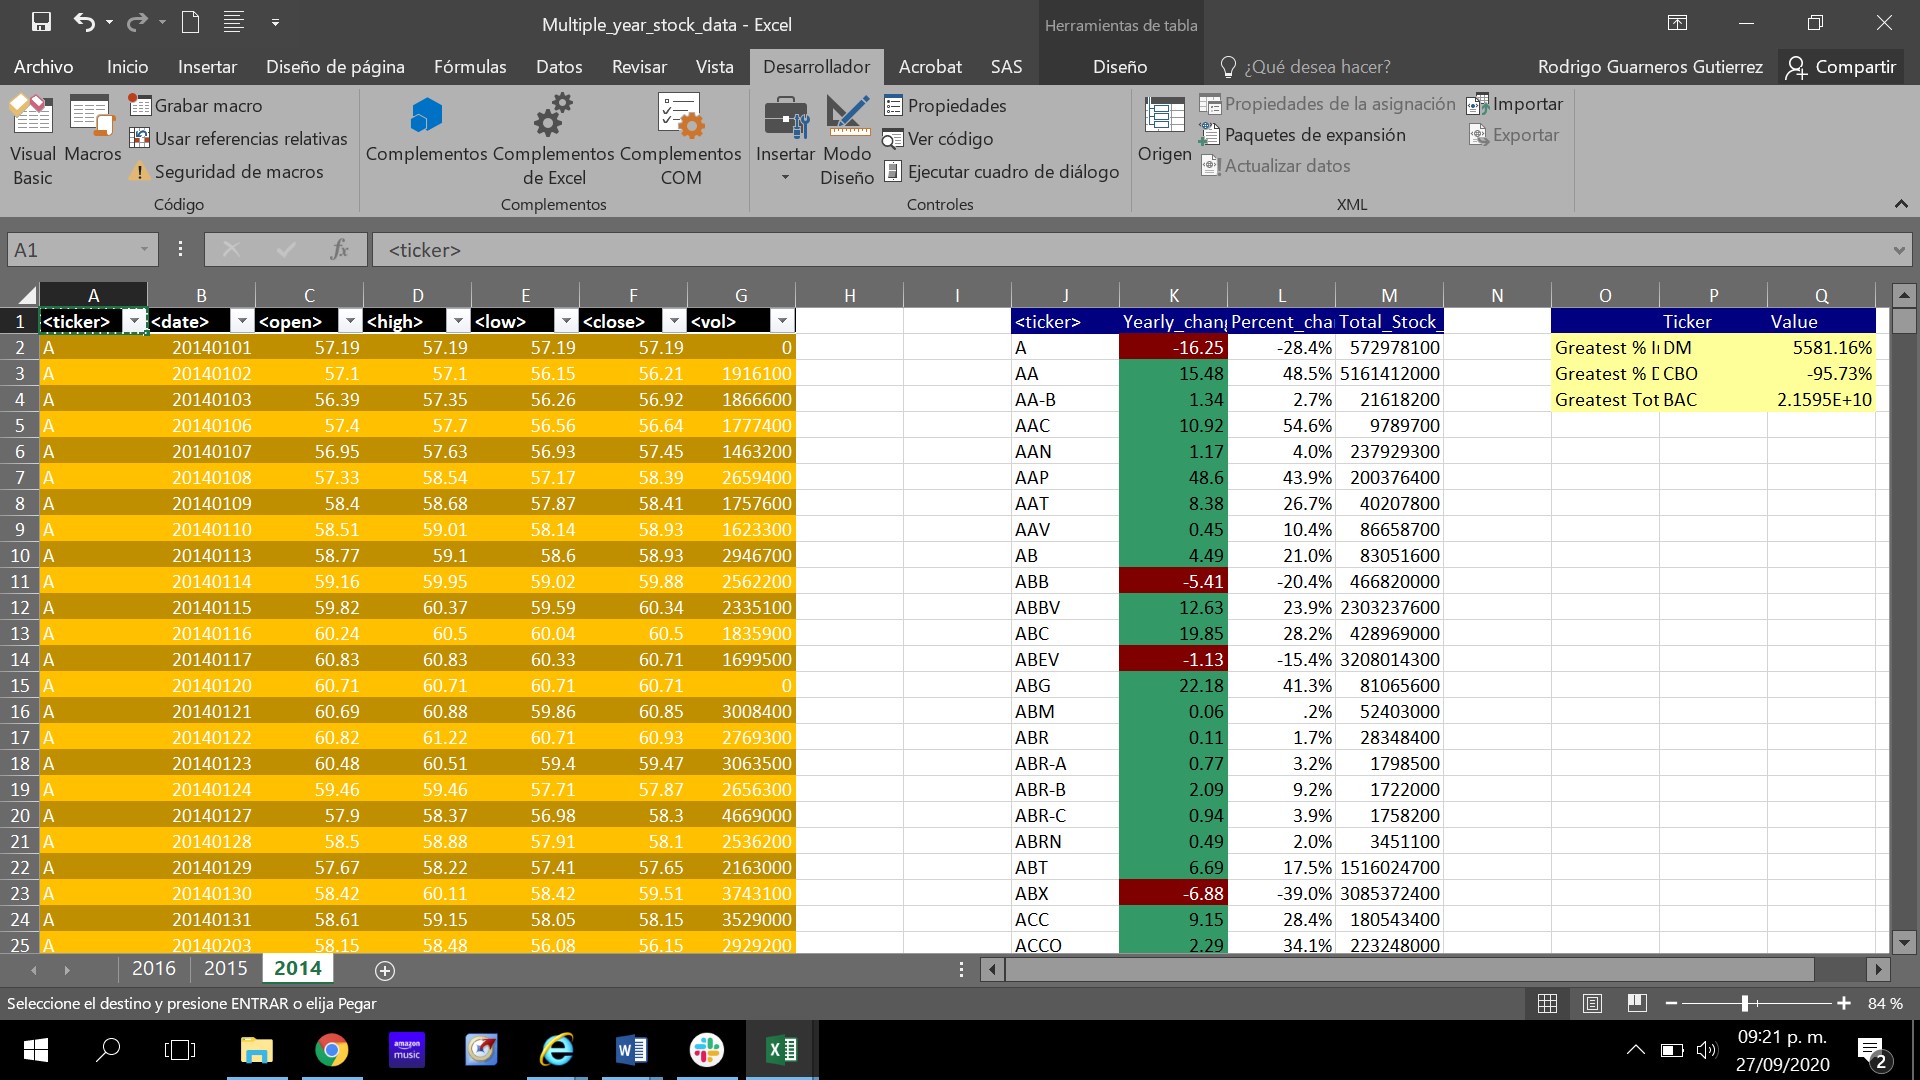 Multiple_year_stock_data - Excel
Herramientas de tabla
Archivo Inicio Insertar Diseño de página Fórmulas Datos Revisar Vista Desarrollador Acrobat SAS Diseño ¿Qué desea hacer? Rodrigo Guarneros Gutierrez Compartir
Visual Basic
Macros
Grabar macro
Usar referencias relativas
Seguridad de macros
Código
Complementos
Complementos de Excel
Complementos COM
Complementos
Insertar
Modo Diseño
Propiedades
Ver código
Ejecutar cuadro de diálogo
Controles
Origen
Propiedades de la asignación
Paquetes de expansión
Actualizar datos
Importar
Exportar
XML
A1 fx <ticker>
A B C D E F G H I J K L M N O P Q
1 <ticker> <date> <open> <high> <low> <close> <vol> <ticker> Yearly_chang Percent_cha Total_Stock_ Ticker Value
2 A 20140101 57.19 57.19 57.19 57.19 0 A -16.25 -28.4% 572978100 Greatest % I DM 5581.16%
3 A 20140102 57.1 57.1 56.15 56.21 1916100 AA 15.48 48.5% 5161412000 Greatest % D CBO -95.73%
4 A 20140103 56.39 57.35 56.26 56.92 1866600 AA-B 1.34 2.7% 21618200 Greatest Tot BAC 2.1595E+10
5 A 20140106 57.4 57.7 56.56 56.64 1777400 AAC 10.92 54.6% 9789700
6 A 20140107 56.95 57.63 56.93 57.45 1463200 AAN 1.17 4.0% 237929300
7 A 20140108 57.33 58.54 57.17 58.39 2659400 AAP 48.6 43.9% 200376400
8 A 20140109 58.4 58.68 57.87 58.41 1757600 AAT 8.38 26.7% 40207800
9 A 20140110 58.51 59.01 58.14 58.93 1623300 AAV 0.45 10.4% 86658700
10 A 20140113 58.77 59.1 58.6 58.93 2946700 AB 4.49 21.0% 83051600
11 A 20140114 59.16 59.95 59.02 59.88 2562200 ABB -5.41 -20.4% 466820000
12 A 20140115 59.82 60.37 59.59 60.34 2335100 ABBV 12.63 23.9% 2303237600
13 A 20140116 60.24 60.5 60.04 60.5 1835900 ABC 19.85 28.2% 428969000
14 A 20140117 60.83 60.83 60.33 60.71 1699500 ABEV -1.13 -15.4% 3208014300
15 A 20140120 60.71 60.71 60.71 60.71 0 ABG 22.18 41.3% 81065600
16 A 20140121 60.69 60.88 59.86 60.85 3008400 ABM 0.06 .2% 52403000
17 A 20140122 60.82 61.22 60.71 60.93 2769300 ABR 0.11 1.7% 28348400
18 A 20140123 60.48 60.51 59.4 59.47 3063500 ABR-A 0.77 3.2% 1798500
19 A 20140124 59.46 59.46 57.71 57.87 2656300 ABR-B 2.09 9.2% 1722000
20 A 20140127 57.9 58.37 56.98 58.3 4669000 ABR-C 0.94 3.9% 1758200
21 A 20140128 58.5 58.88 57.91 58.1 2536200 ABRN 0.49 2.0% 3451100
22 A 20140129 57.67 58.22 57.41 57.65 2163000 ABT 6.69 17.5% 1516024700
23 A 20140130 58.42 60.11 58.42 59.51 3743100 ABX -6.88 -39.0% 3085372400
24 A 20140131 58.61 59.15 58.05 58.15 3529000 ACC 9.15 28.4% 180543400
25 A 20140203 58.15 58.48 56.08 56.15 2929200 ACCO 2.29 34.1% 223248000
2016 2015 2014
Seleccione el destino y presione ENTRAR o elija Pegar
84 %
amazon music
09:21 p. m.
27/09/2020
2